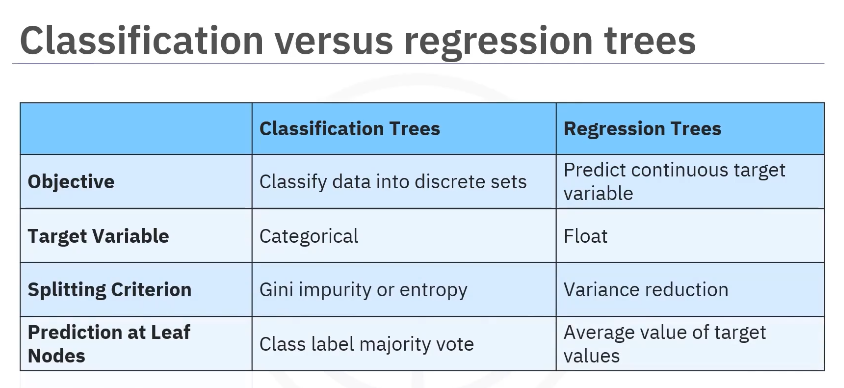 Classification versus regression trees
Classification Trees
Regression Trees
Objective
Classify data into discrete sets
Predict continuous target
variable
Target Variable
Categorical
Float
Splitting Criterion
Gini impurity or entropy
Variance reduction
Prediction at Leaf
Nodes
Class label majority vote
Average value of target
values